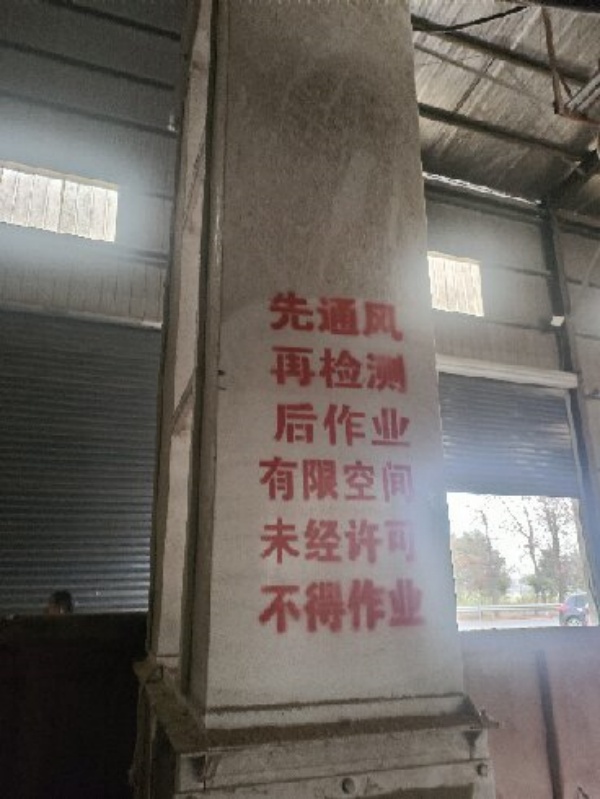 先通风
再检测
后作业
有限空间
未经许可
不得作业